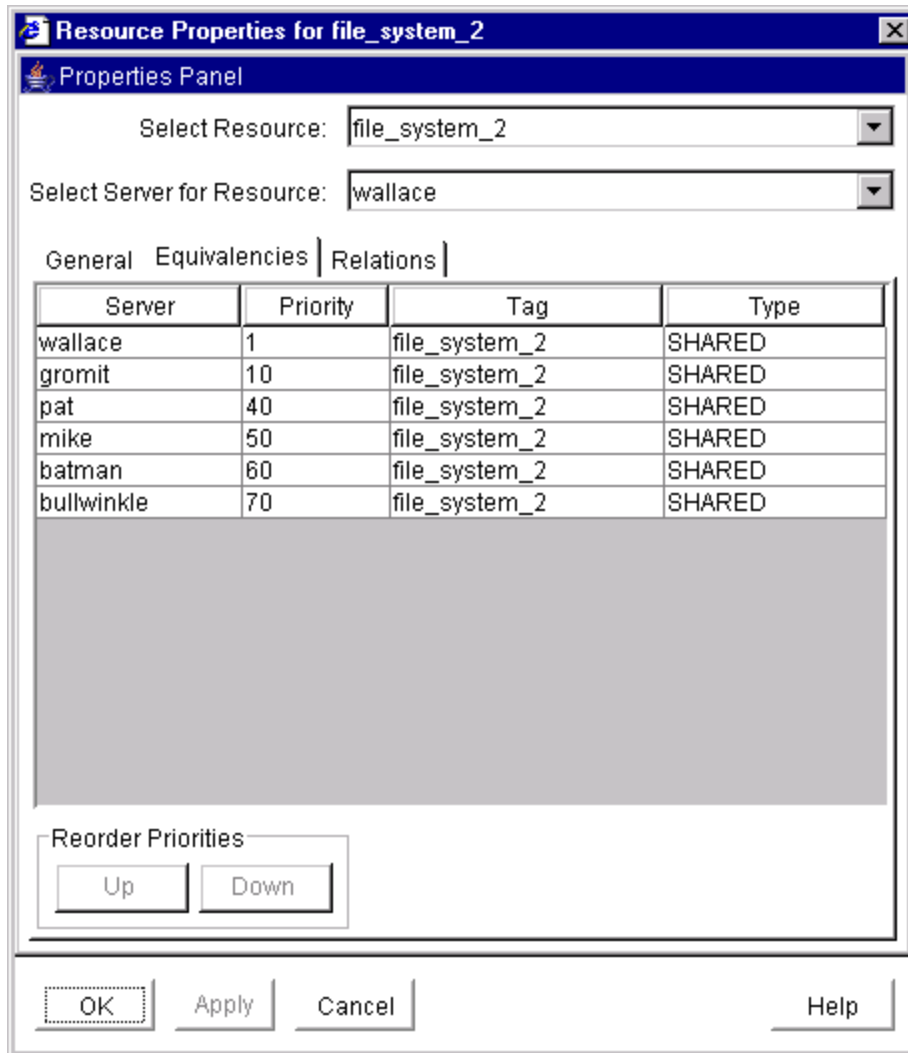 Resource Properties for file_system_2
Properties Panel
Select Resource: file_system_2
Select Server for Resource: wallace
General Equivalencies Relations
Server Priority Tag Type
wallace 1 file_system_2 SHARED
gromit 10 file_system_2 SHARED
pat 40 file_system_2 SHARED
mike 50 file_system_2 SHARED
batman 60 file_system_2 SHARED
bullwinkle 70 file_system_2 SHARED
Reorder Priorities
Up Down
OK Apply Cancel Help